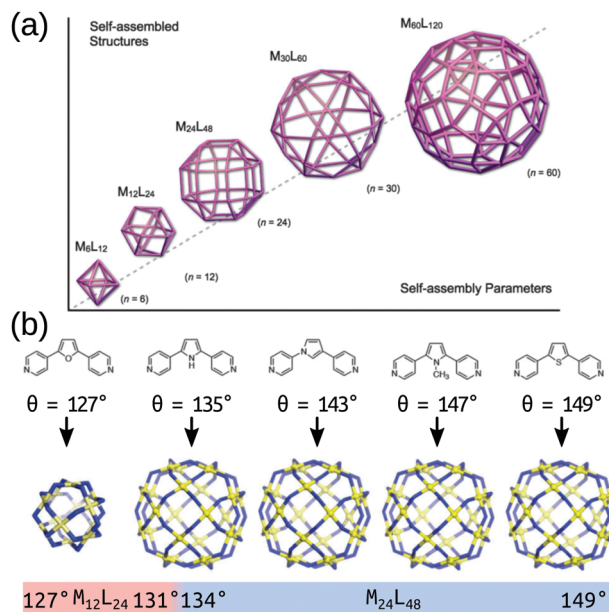 (a)
Self-assembled
Structures
M₆₀L₁₂₀
M₃₀L₆₀
M₂₄L₄₈
M₁₂L₂₄
M₆L₁₂
(n = 60)
(n = 30)
(n = 24)
(n = 12)
(n = 6)
Self-assembly Parameters
(b)
N O N
N N H N
N N N
N N CH₃ N
N S N
θ = 127° θ = 135° θ = 143° θ = 147° θ = 149°
127° M₁₂L₂₄ 131° 134° M₂₄L₄₈ 149°